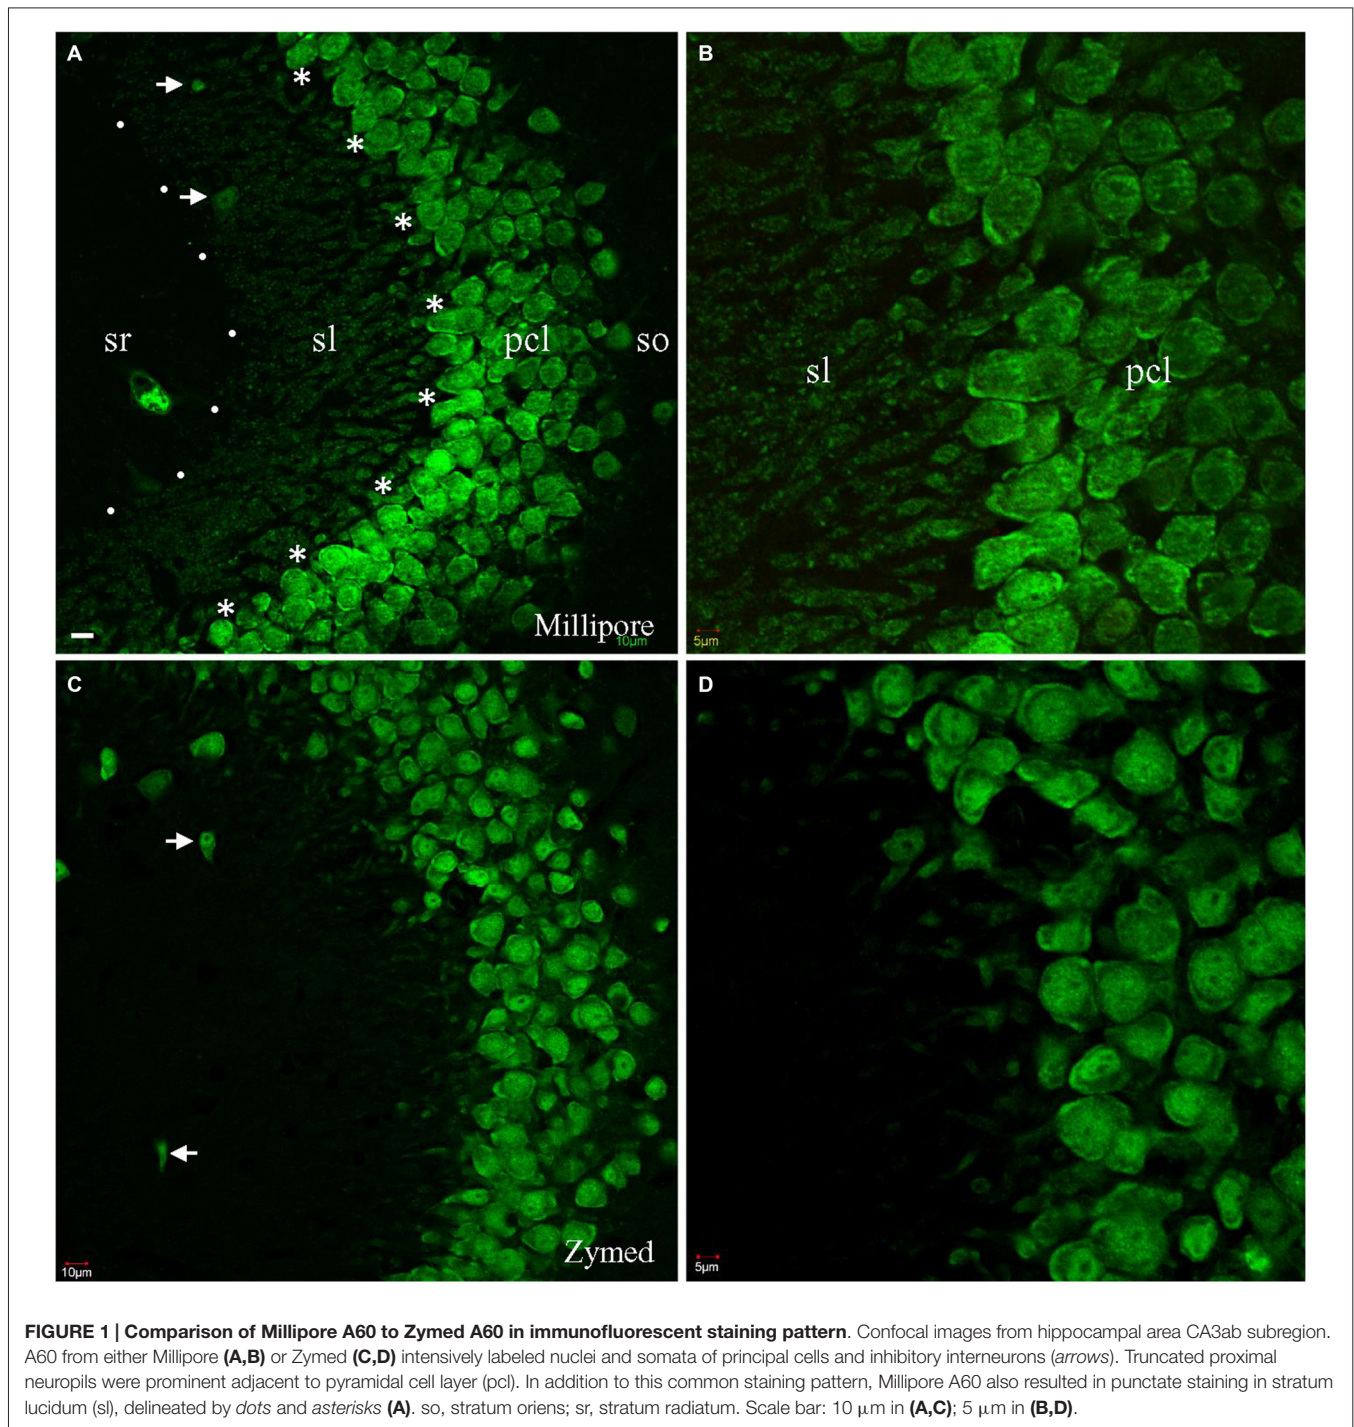 A
*
*
*
*
sr
sl
pcl
so
*
*
*
*
Millipore
10µm
B
sl
pcl
5µm
C
Zymed
10µm
D
5µm
FIGURE 1 | Comparison of Millipore A60 to Zymed A60 in immunofluorescent staining pattern. Confocal images from hippocampal area CA3ab subregion.
A60 from either Millipore (A,B) or Zymed (C,D) intensively labeled nuclei and somata of principal cells and inhibitory interneurons (arrows). Truncated proximal
neuropils were prominent adjacent to pyramidal cell layer (pcl). In addition to this common staining pattern, Millipore A60 also resulted in punctate staining in stratum
lucidum (sl), delineated by dots and asterisks (A). so, stratum oriens; sr, stratum radiatum. Scale bar: 10 µm in (A,C); 5 µm in (B,D).